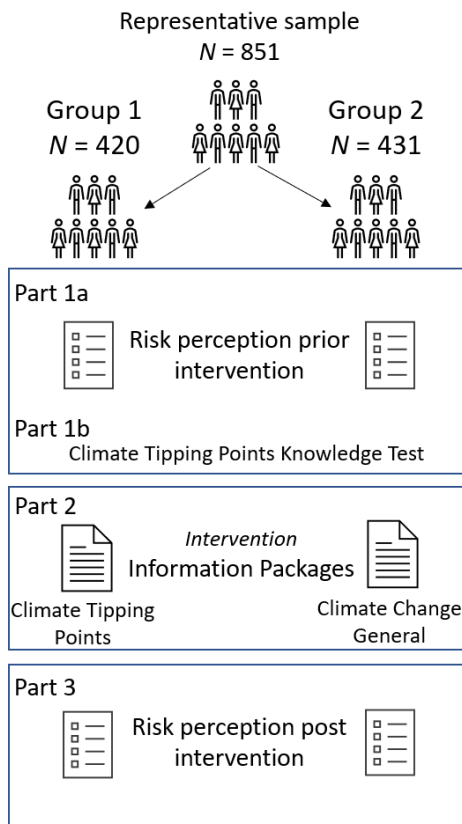 Representative sample
N = 851
Group 1
N = 420
Group 2
N = 431
Part 1a
Risk perception prior
intervention
Part 1b
Climate Tipping Points Knowledge Test
Part 2
Intervention
Information Packages
Climate Tipping
Points
Climate Change
General
Part 3
Risk perception post
intervention